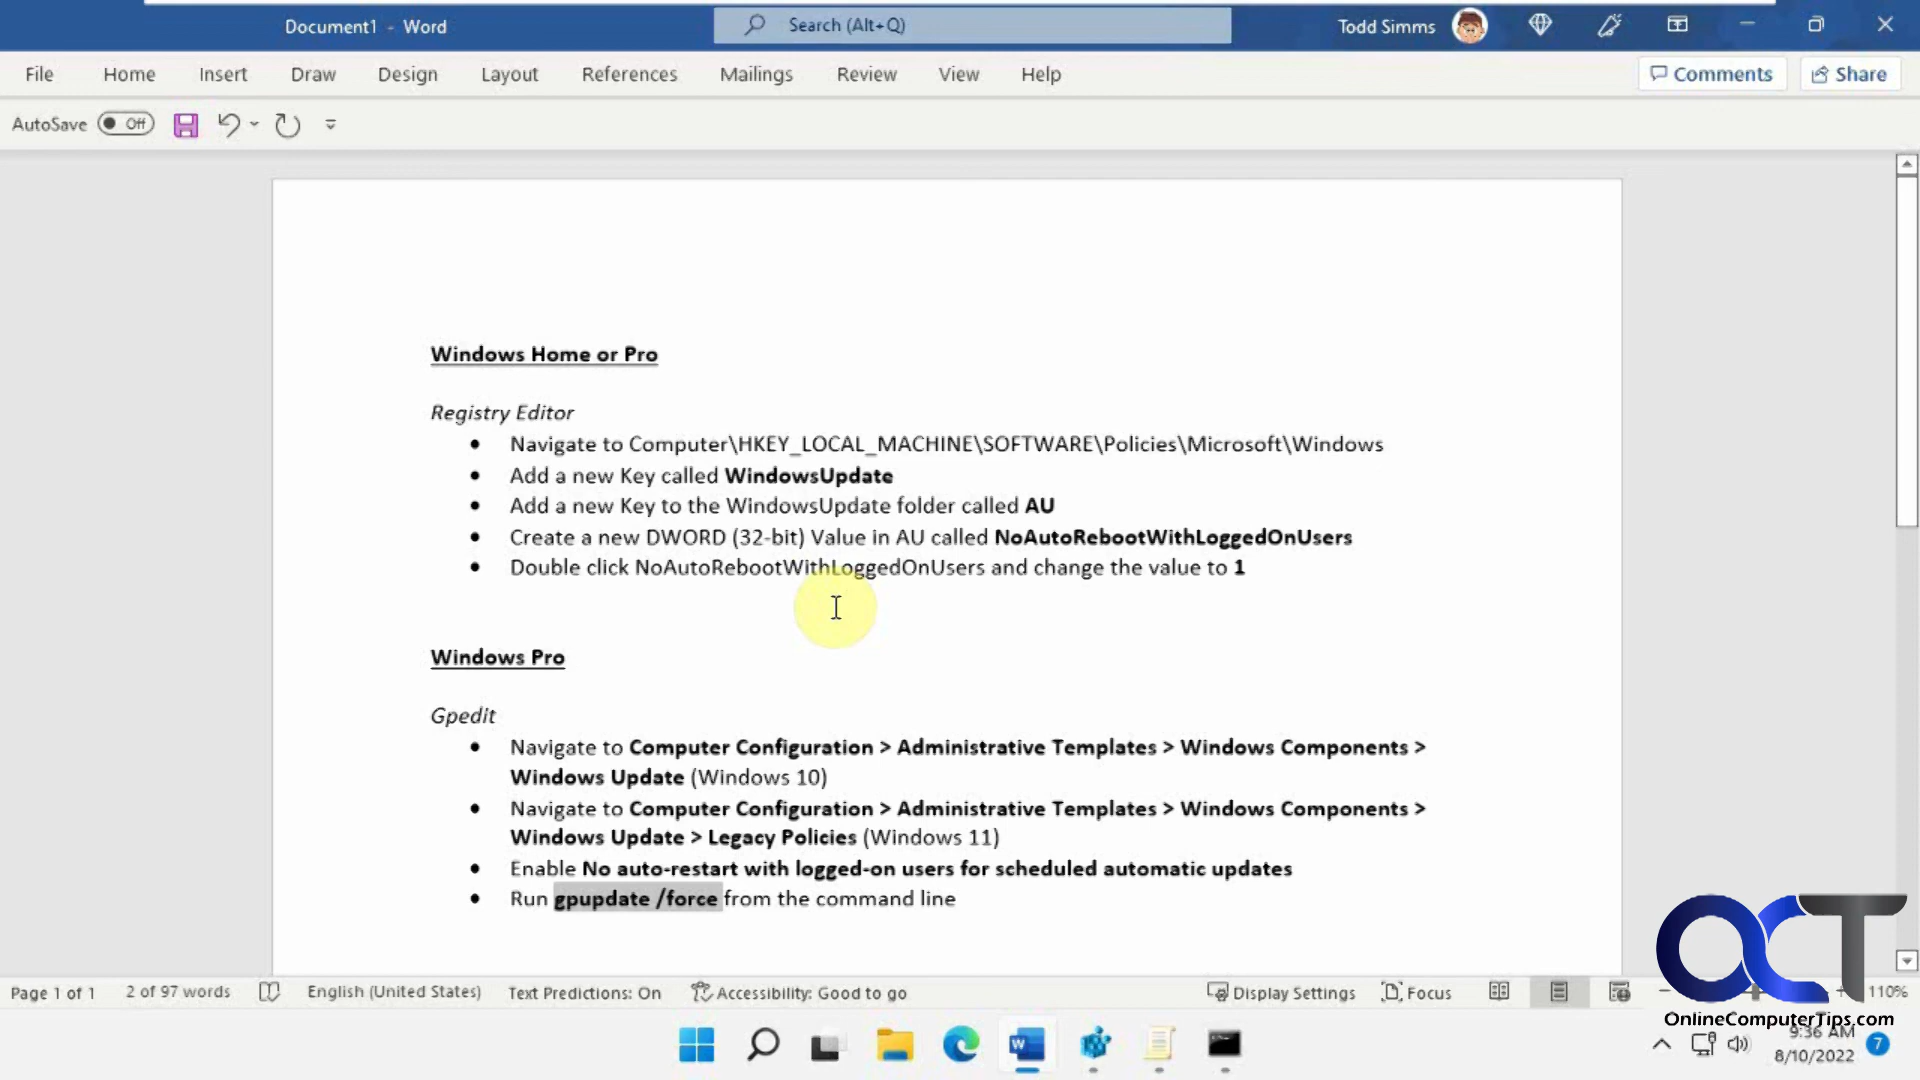 Document1 - Word
Search (Alt+Q)
Todd Simms
File Home Insert Draw Design Layout References Mailings Review View Help
Comments Share
AutoSave Off
Windows Home or Pro
Registry Editor
• Navigate to Computer\HKEY_LOCAL_MACHINE\SOFTWARE\Policies\Microsoft\Windows
• Add a new Key called WindowsUpdate
• Add a new Key to the WindowsUpdate folder called AU
• Create a new DWORD (32-bit) Value in AU called NoAutoRebootWithLoggedOnUsers
• Double click NoAutoRebootWithLoggedOnUsers and change the value to 1
Windows Pro
Gpedit
• Navigate to Computer Configuration > Administrative Templates > Windows Components >
Windows Update (Windows 10)
• Navigate to Computer Configuration > Administrative Templates > Windows Components >
Windows Update > Legacy Policies (Windows 11)
• Enable No auto-restart with logged-on users for scheduled automatic updates
• Run gpupdate /force from the command line
OCT
OnlineComputerTips.com
Page 1 of 1 2 of 97 words English (United States) Text Predictions: On Accessibility: Good to go Display Settings Focus 110%
9:36 AM
8/10/2022
7